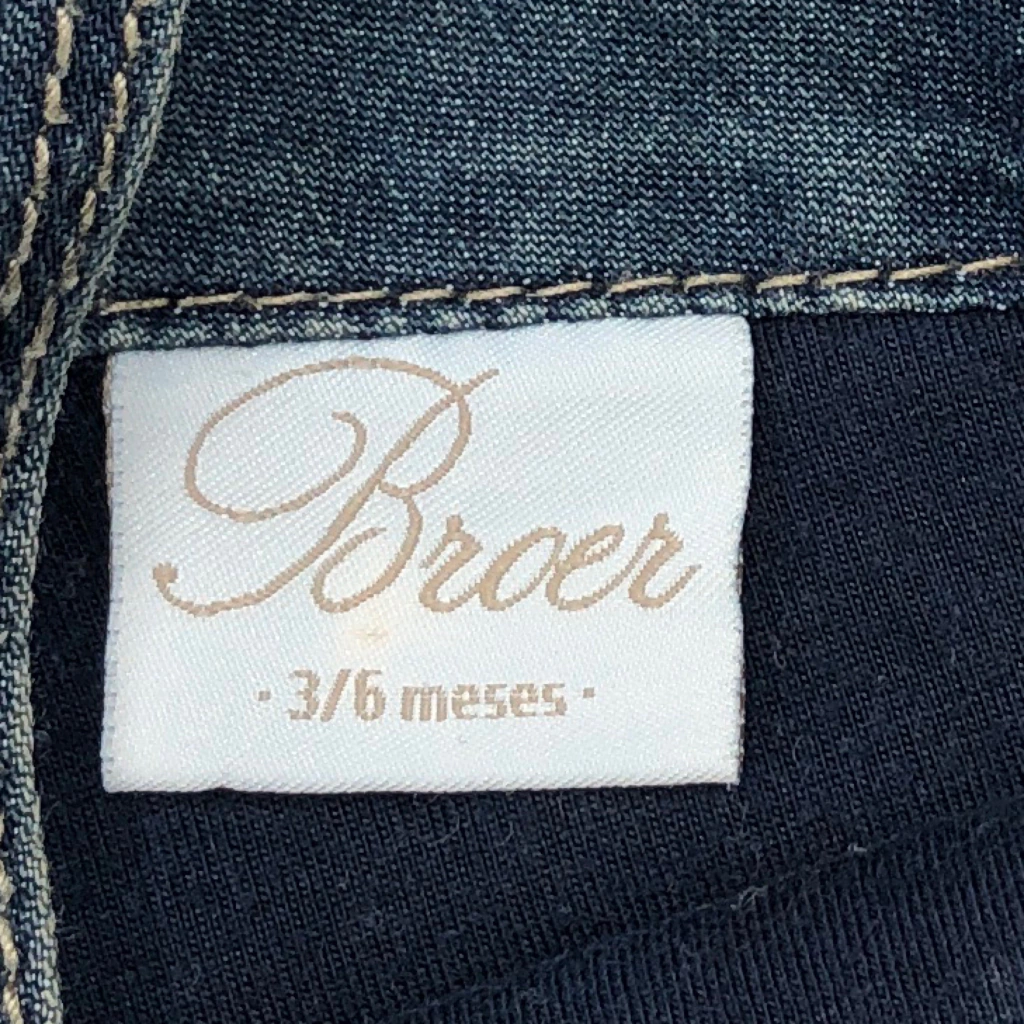 Broer
· 3/6 meses ·